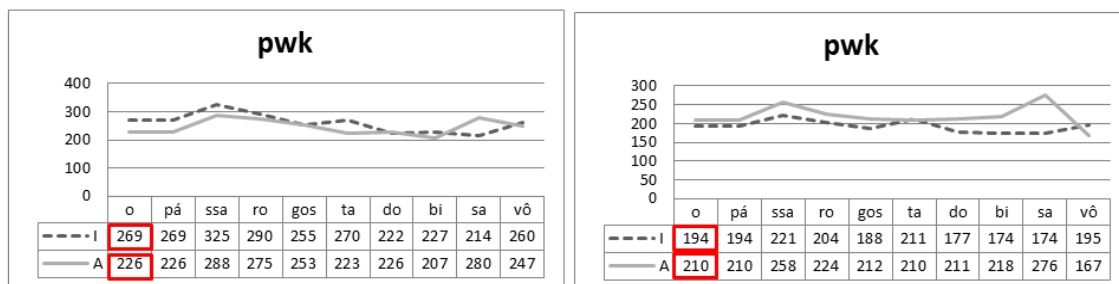 pwk
400
300
200
100
0
o pá ssa ro gos ta do bi sa vô
I 269 269 325 290 255 270 222 227 214 260
A 226 226 288 275 253 223 226 207 280 247
pwk
300
250
200
150
100
50
0
o pá ssa ro gos ta do bi sa vô
I 194 194 221 204 188 211 177 174 174 195
A 210 210 258 224 212 210 211 218 276 167